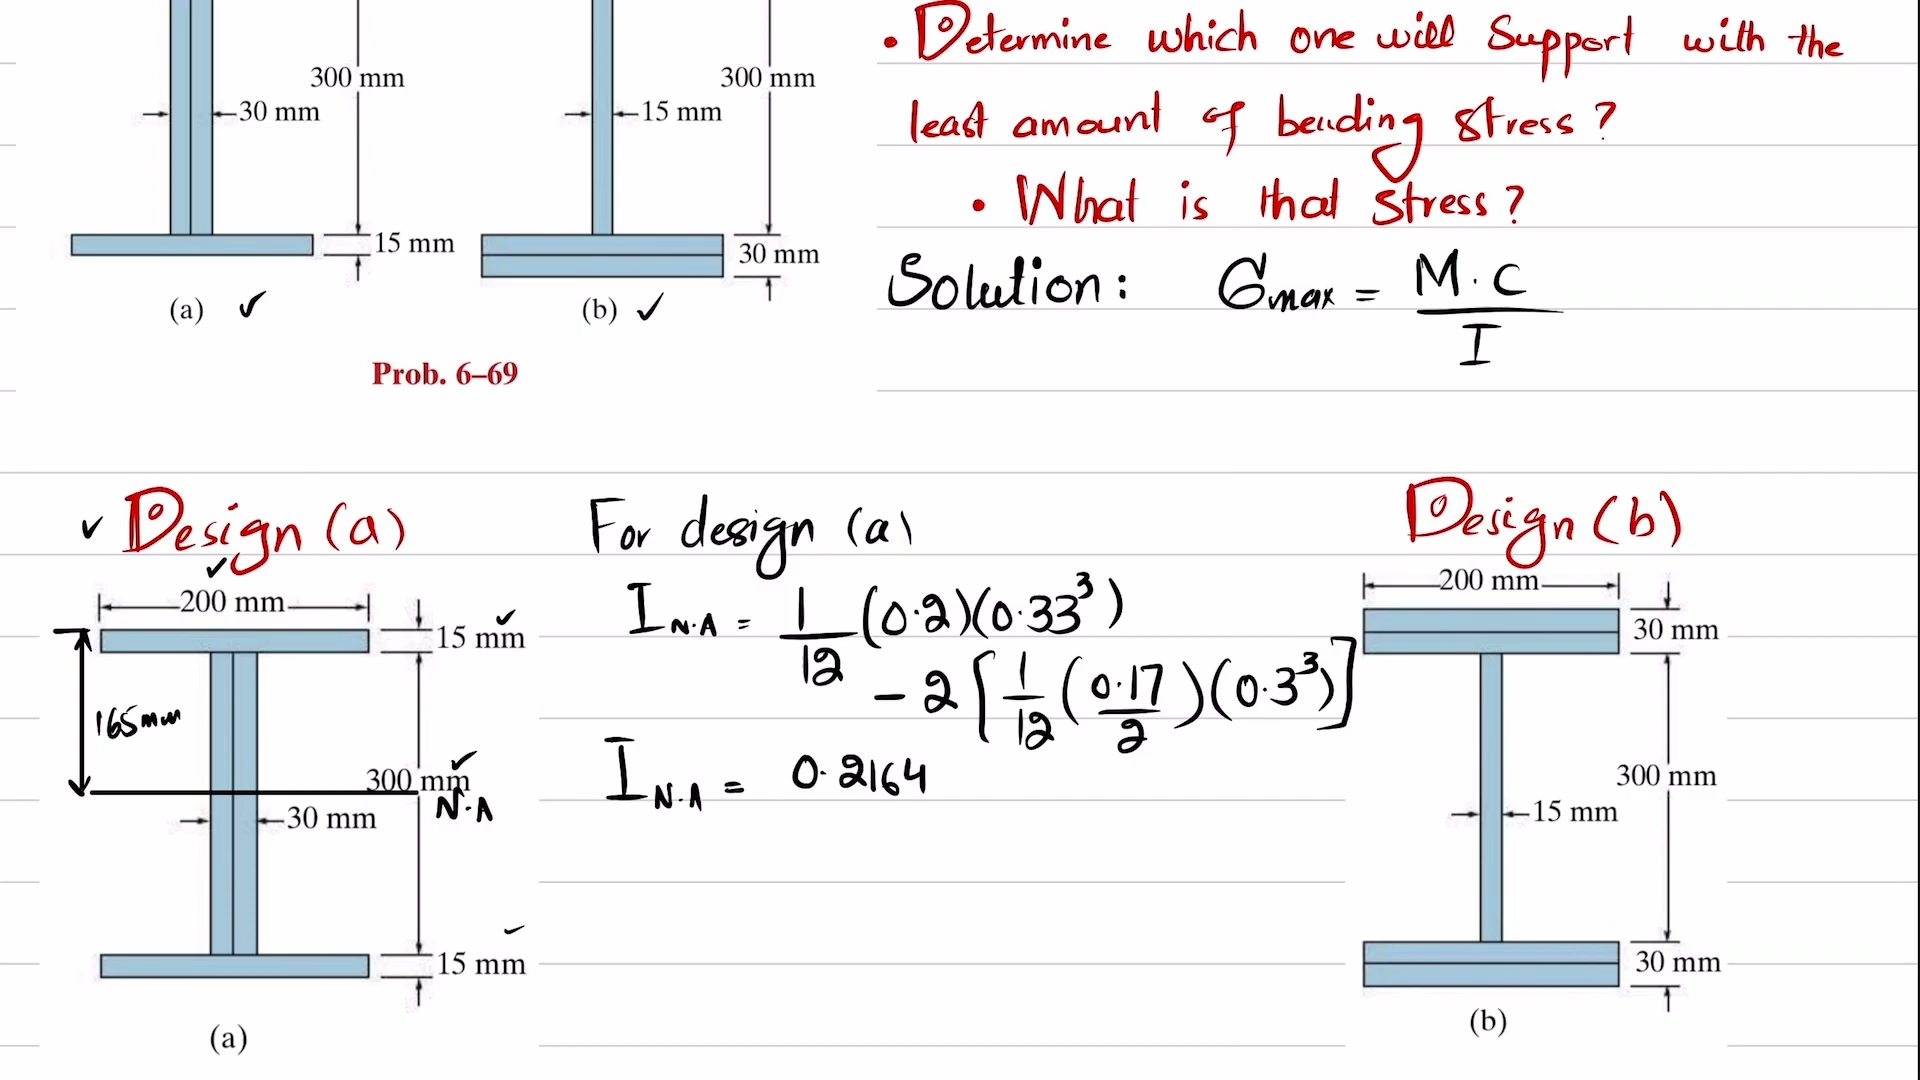 • Determine which one will Support with the
least amount of bending stress?
• What is that stress?
Solution: σmax = M.C / I
300 mm
30 mm
15 mm
(a) ✓
300 mm
15 mm
30 mm
(b) ✓
Prob. 6–69
✓ Design (a)
200 mm
15 mm
165mm
300 mm
N.A
30 mm
15 mm
(a)
For design (a)
I N.A = 1/12 (0.2)(0.33³)
- 2 [1/12 (0.17/2)(0.3³)]
I N.A = 0.2164
Design (b)
200 mm
30 mm
300 mm
15 mm
30 mm
(b)